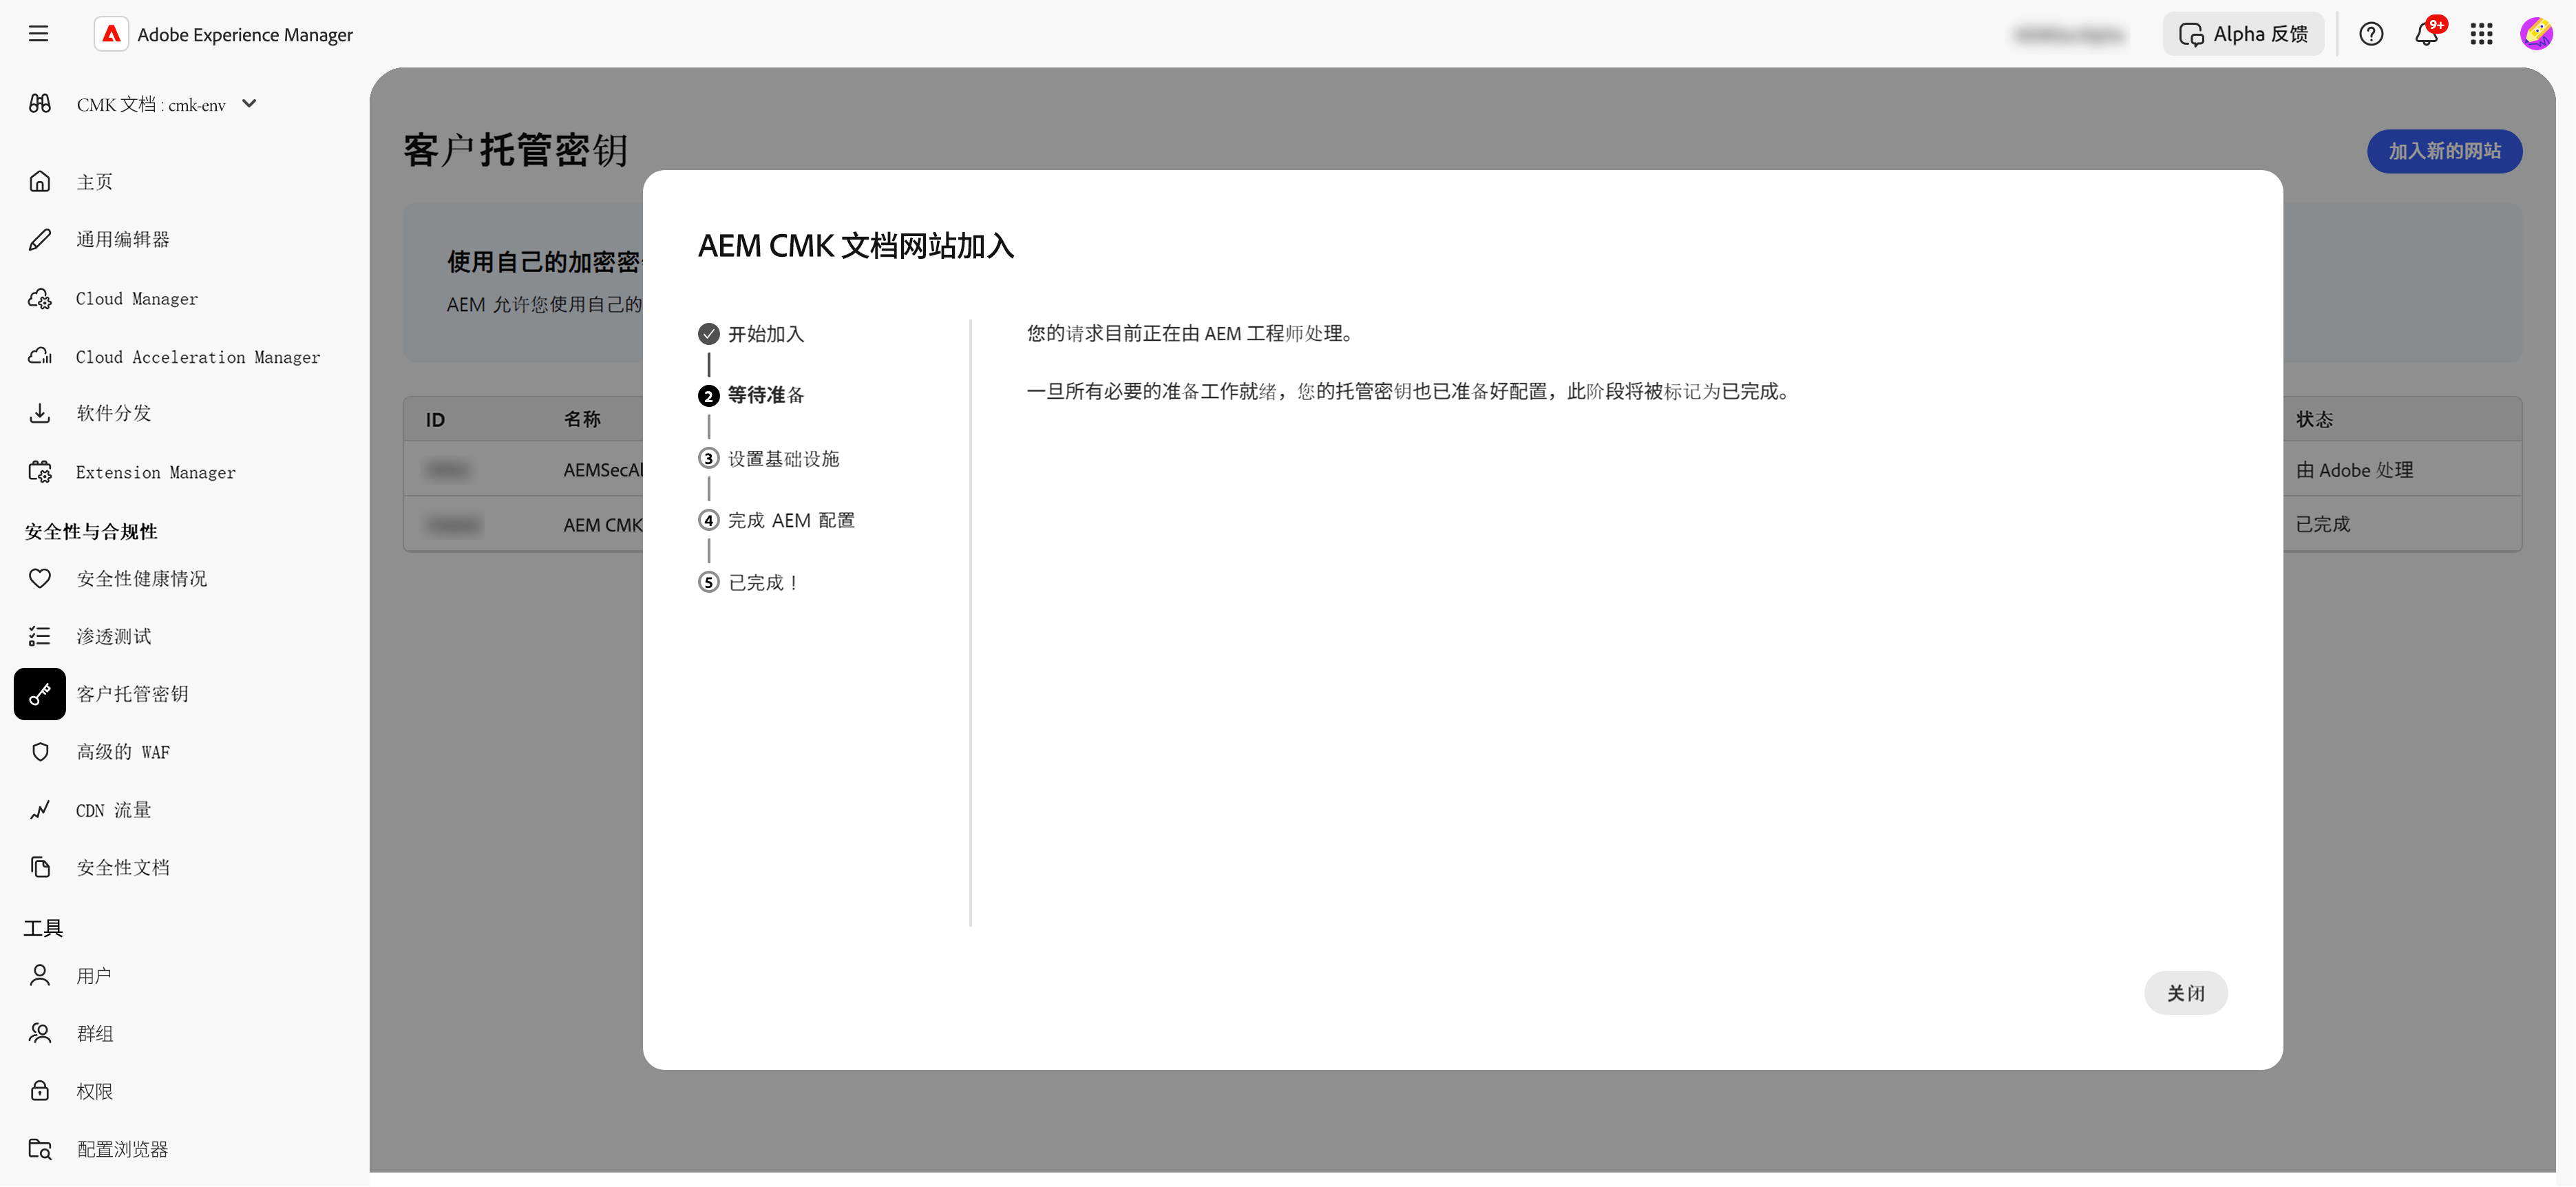 Adobe Experience Manager
Alpha 反馈
9+
CMK 文档 : cmk-env
主页
通用编辑器
Cloud Manager
Cloud Acceleration Manager
软件分发
Extension Manager
安全性与合规性
安全性健康情况
渗透测试
客户托管密钥
高级的 WAF
CDN 流量
安全性文档
工具
用户
群组
权限
配置浏览器
客户托管密钥
加入新的网站
使用自己的加密密
AEM 允许您使用自己的
ID 名称 状态
AEMSecAl 由 Adobe 处理
AEM CMK 已完成
AEM CMK 文档网站加入
开始加入
2 等待准备
3 设置基础设施
4 完成 AEM 配置
5 已完成！
您的请求目前正在由 AEM 工程师处理。
一旦所有必要的准备工作就绪，您的托管密钥也已准备好配置，此阶段将被标记为已完成。
关闭